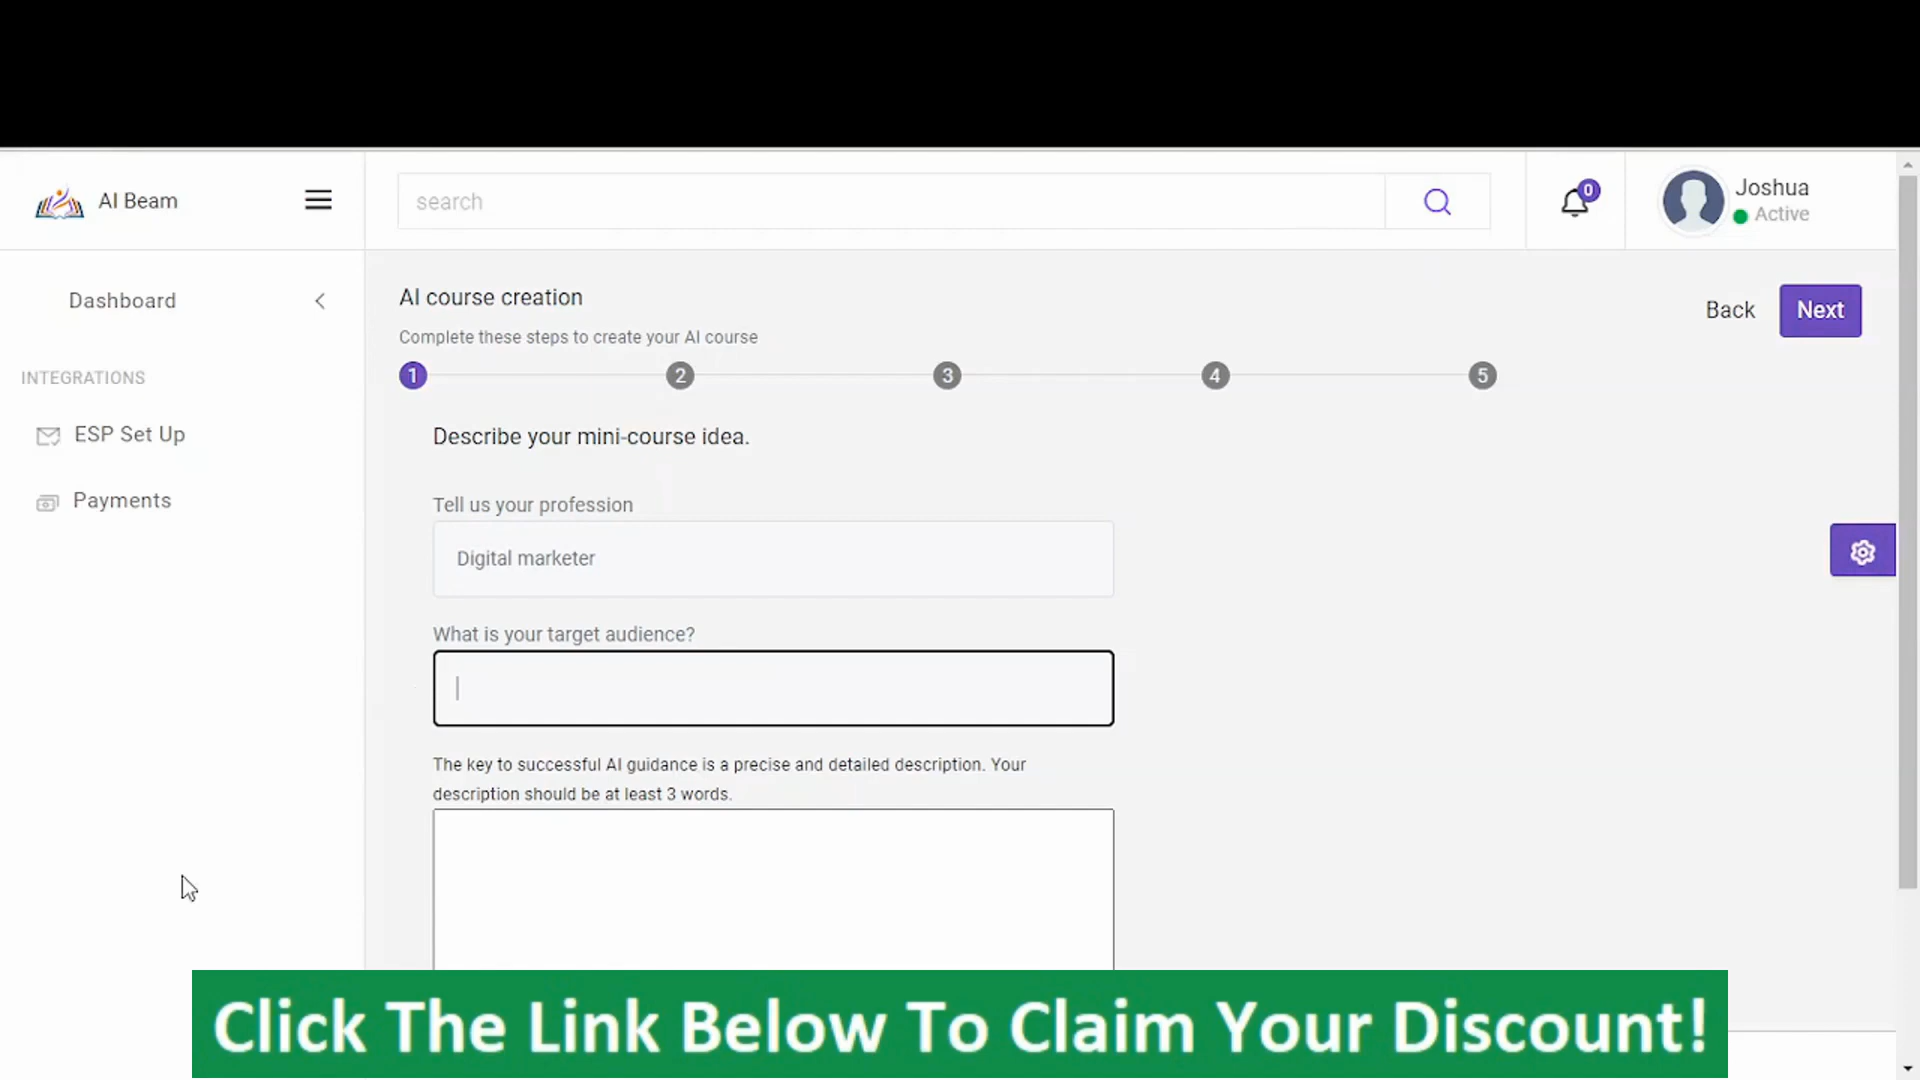 AI Beam
search
0
Joshua
Active
Dashboard
INTEGRATIONS
ESP Set Up
Payments
AI course creation
Complete these steps to create your AI course
Back
Next
1
2
3
4
5
Describe your mini-course idea.
Tell us your profession
Digital marketer
What is your target audience?
The key to successful AI guidance is a precise and detailed description. Your
description should be at least 3 words.
Click The Link Below To Claim Your Discount!